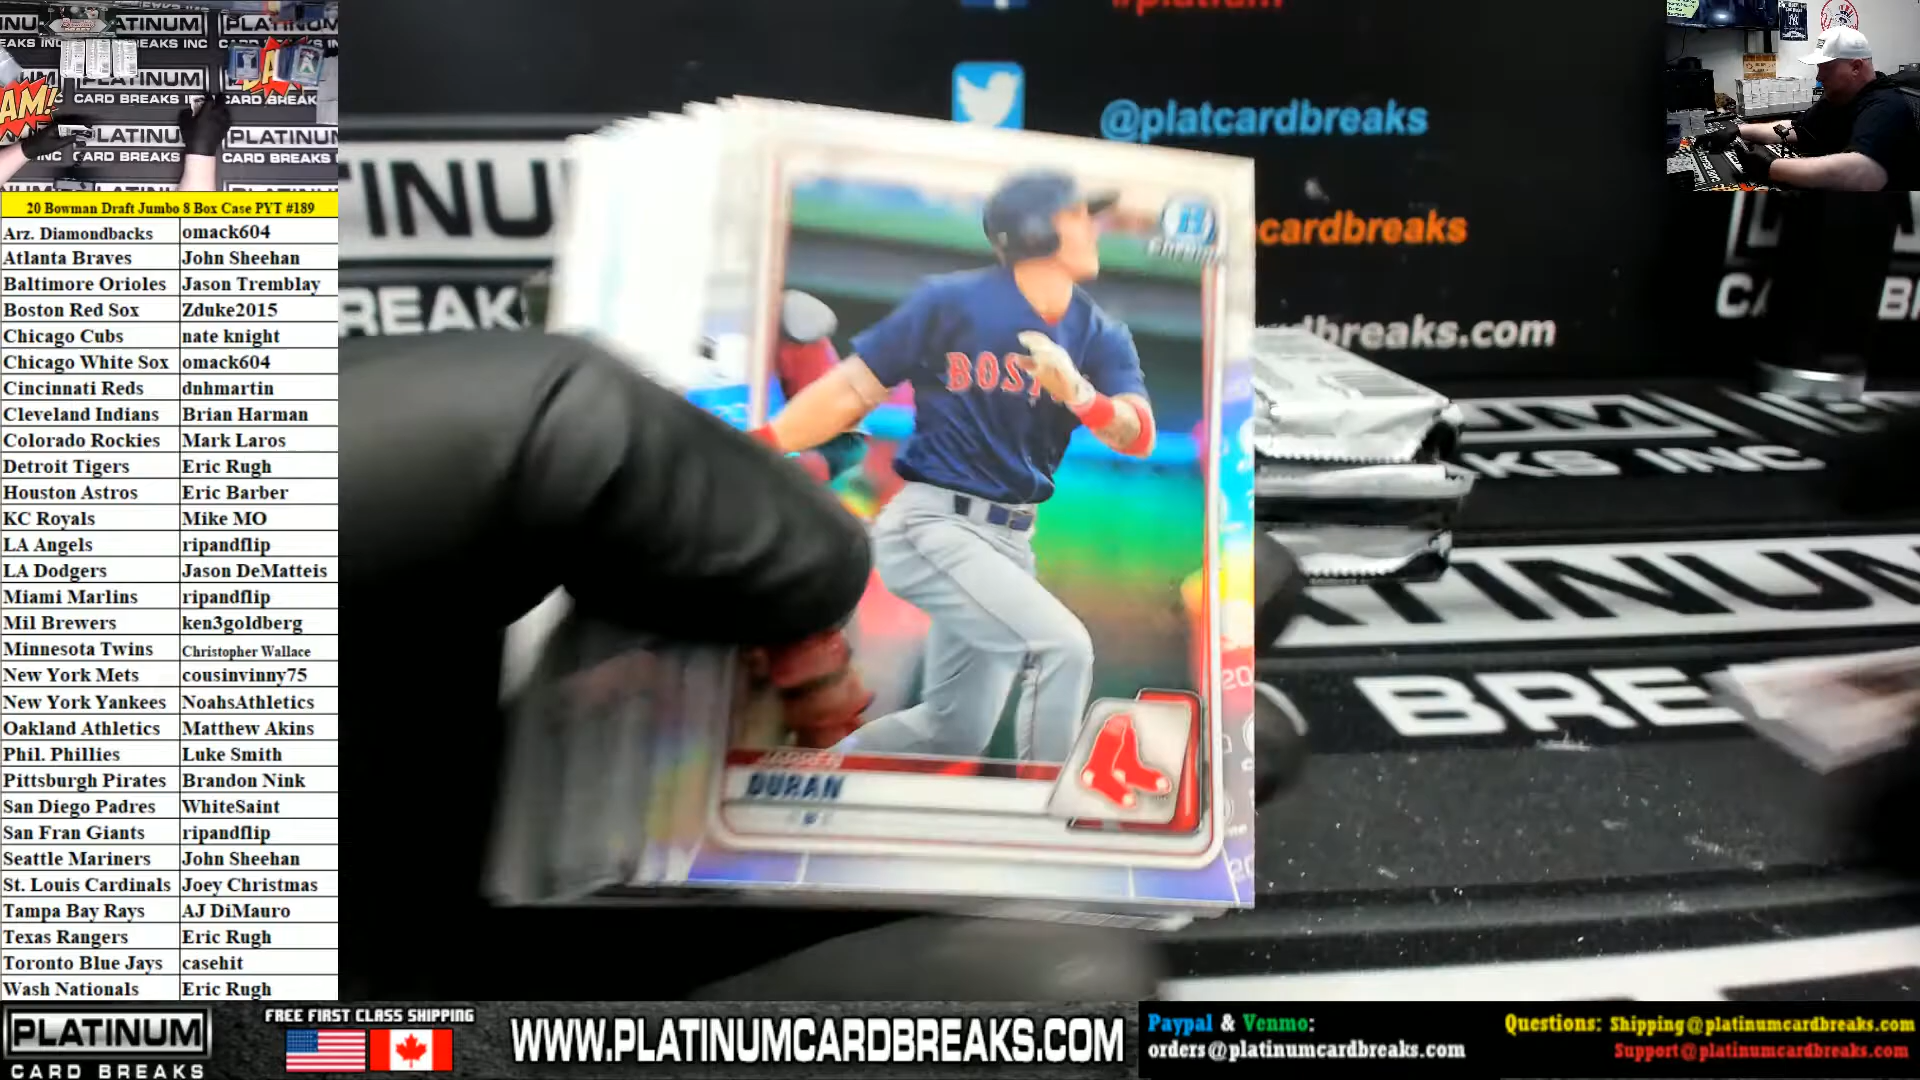 PLATINUM
CARD BREAKS INC
20 Bowman Draft Jumbo 8 Box Case PYT #189
Arz. Diamondbacks omack604
Atlanta Braves John Sheehan
Baltimore Orioles Jason Tremblay
Boston Red Sox Zduke2015
Chicago Cubs nate knight
Chicago White Sox omack604
Cincinnati Reds dnhmartin
Cleveland Indians Brian Harman
Colorado Rockies Mark Laros
Detroit Tigers Eric Rugh
Houston Astros Eric Barber
KC Royals Mike MO
LA Angels ripandflip
LA Dodgers Jason DeMatteis
Miami Marlins ripandflip
Mil Brewers ken3goldberg
Minnesota Twins Christopher Wallace
New York Mets cousinvinny75
New York Yankees NoahsAthletics
Oakland Athletics Matthew Akins
Phil. Phillies Luke Smith
Pittsburgh Pirates Brandon Nink
San Diego Padres WhiteSaint
San Fran Giants ripandflip
Seattle Mariners John Sheehan
St. Louis Cardinals Joey Christmas
Tampa Bay Rays AJ DiMauro
Texas Rangers Eric Rugh
Toronto Blue Jays casehit
Wash Nationals Eric Rugh
@platcardbreaks
cardbreaks
dbreaks.com
JARREN
DURAN
PLATINUM
CARD BREAKS
FREE FIRST CLASS SHIPPING
WWW.PLATINUMCARDBREAKS.COM
Paypal & Venmo:
orders@platinumcardbreaks.com
Questions: Shipping@platinumcardbreaks.com
Support@platinumcardbreaks.com